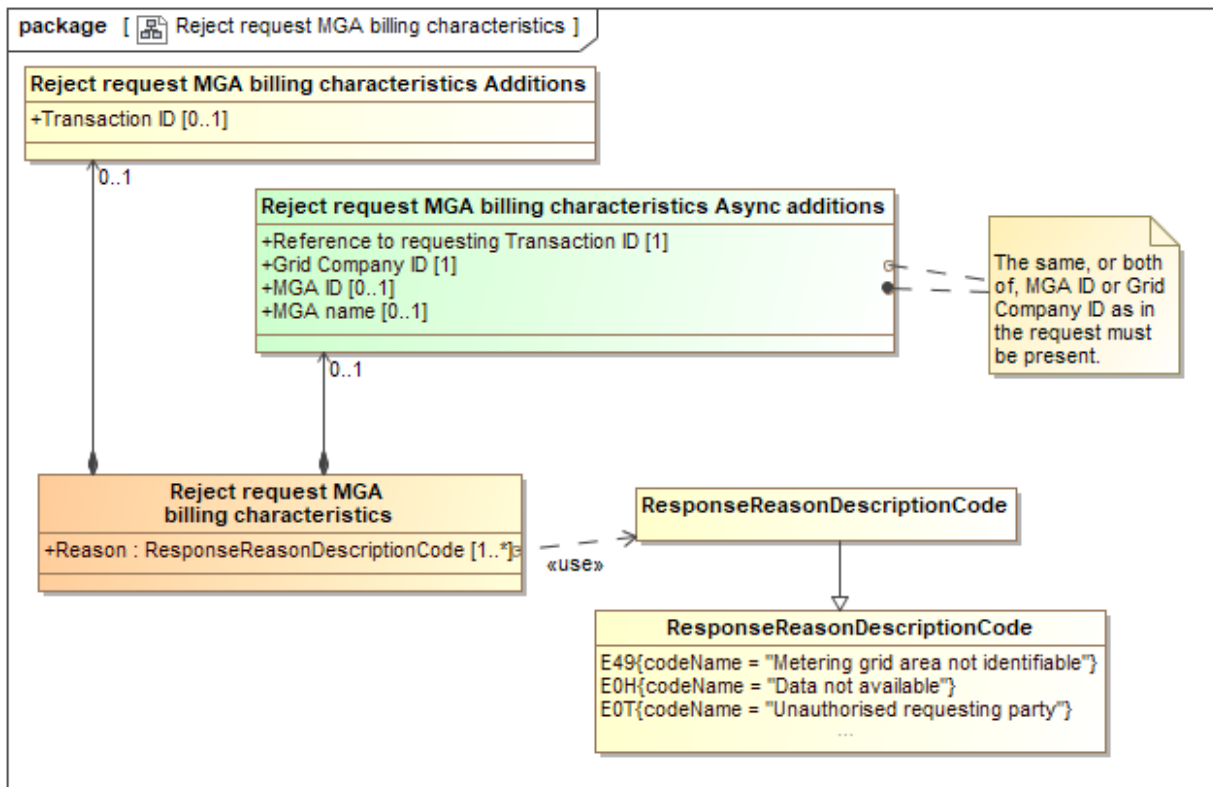 package [ Reject request MGA billing characteristics ]
Reject request MGA billing characteristics Additions
+Transaction ID [0..1]
0..1
Reject request MGA billing characteristics Async additions
+Reference to requesting Transaction ID [1]
+Grid Company ID [1]
+MGA ID [0..1]
+MGA name [0..1]
The same, or both
of, MGA ID or Grid
Company ID as in
the request must
be present.
0..1
Reject request MGA
billing characteristics
+Reason : ResponseReasonDescriptionCode [1..*]
«use»
ResponseReasonDescriptionCode
ResponseReasonDescriptionCode
E49{codeName = "Metering grid area not identifiable"}
E0H{codeName = "Data not available"}
E0T{codeName = "Unauthorised requesting party"}
...